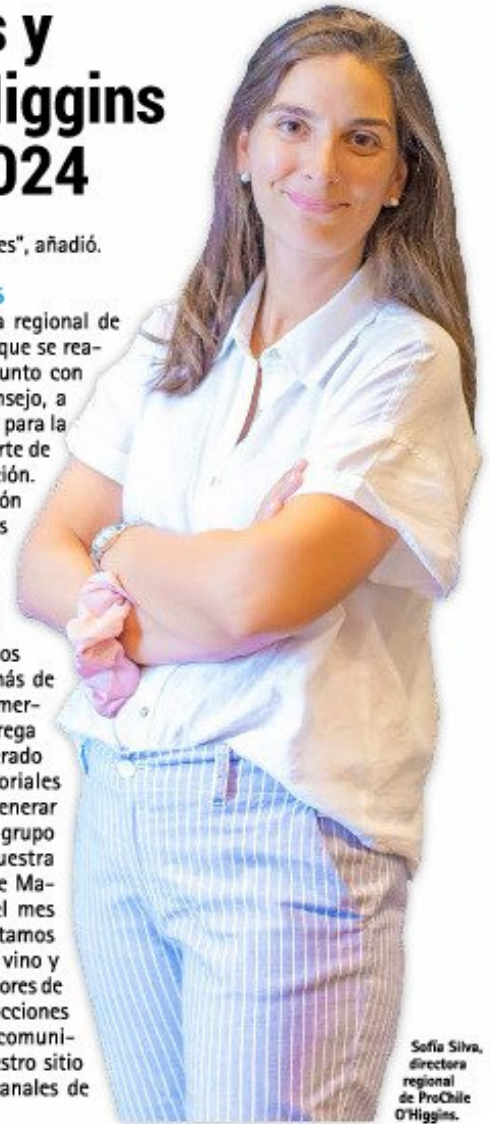 s y
Higgins
024
es", añadió.
s
a regional de
que se rea-
unto con
nsejo, a
para la
rte de
ión.
ón
s
os
más de
mer-
rega
rado
oriales
enerar
grupo
uestra
e Ma-
el mes
tamos
vino y
ores de
cciones
comuni-
stro sitio
anales de
Sofía Silva,
directora
regional
de ProChile
O'Higgins.